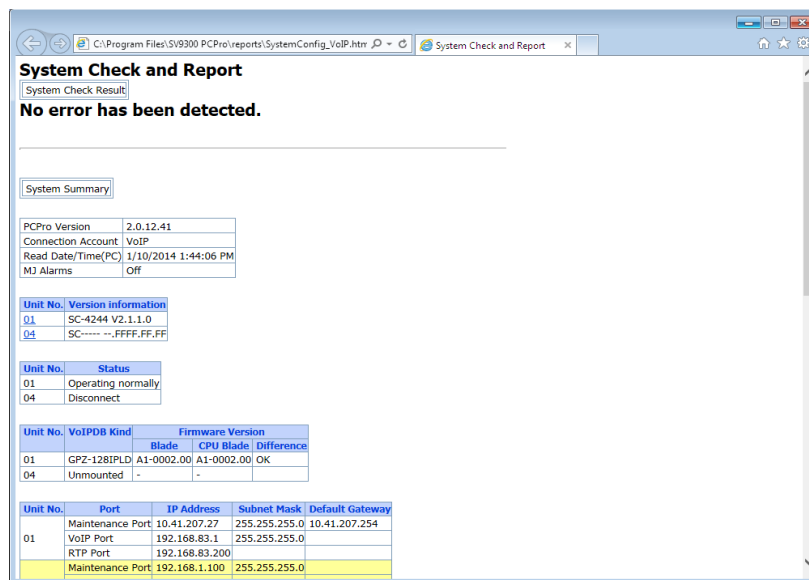 C:\Program Files\SV9300 PCPro\reports\SystemConfig_VoIP.htm
System Check and Report
System Check and Report
System Check Result
No error has been detected.
System Summary
PCPro Version 2.0.12.41
Connection Account VoIP
Read Date/Time(PC) 1/10/2014 1:44:06 PM
MJ Alarms Off
Unit No. Version information
01 SC-4244 V2.1.1.0
04 SC----- --.FFFF.FF.FF
Unit No. Status
01 Operating normally
04 Disconnect
Unit No. VoIPDB Kind Firmware Version
Blade CPU Blade Difference
01 GPZ-128IPLD A1-0002.00 A1-0002.00 OK
04 Unmounted - -
Unit No. Port IP Address Subnet Mask Default Gateway
Maintenance Port 10.41.207.27 255.255.255.0 10.41.207.254
01 VoIP Port 192.168.83.1 255.255.255.0
RTP Port 192.168.83.200
Maintenance Port 192.168.1.100 255.255.255.0